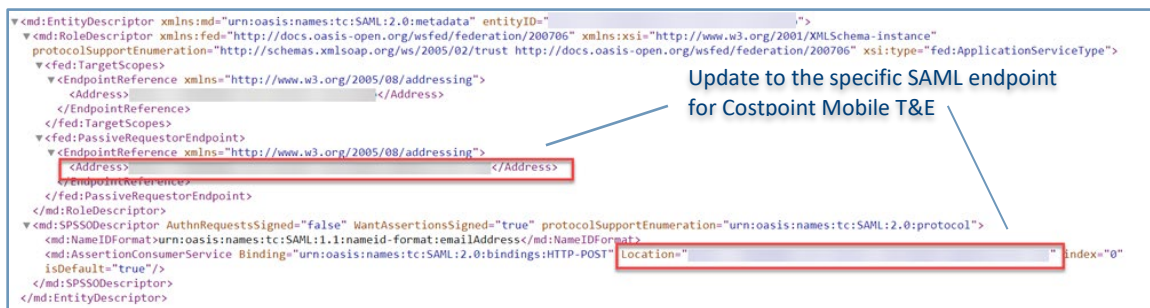 ▼<md:EntityDescriptor xmlns:md="urn:oasis:names:tc:SAML:2.0:metadata" entityID=" ">
▼<md:RoleDescriptor xmlns:fed="http://docs.oasis-open.org/wsfed/federation/200706" xmlns:xsi="http://www.w3.org/2001/XMLSchema-instance"
protocolSupportEnumeration="http://schemas.xmlsoap.org/ws/2005/02/trust http://docs.oasis-open.org/wsfed/federation/200706" xsi:type="fed:ApplicationServiceType">
▼<fed:TargetScopes>
▼<EndpointReference xmlns="http://www.w3.org/2005/08/addressing">
<Address> </Address>
</EndpointReference>
</fed:TargetScopes>
▼<fed:PassiveRequestorEndpoint>
▼<EndpointReference xmlns="http://www.w3.org/2005/08/addressing">
<Address> </Address>
</EndpointReference>
</fed:PassiveRequestorEndpoint>
</md:RoleDescriptor>
▼<md:SPSSODescriptor AuthnRequestsSigned="false" WantAssertionsSigned="true" protocolSupportEnumeration="urn:oasis:names:tc:SAML:2.0:protocol">
<md:NameIDFormat>urn:oasis:names:tc:SAML:1.1:nameid-format:emailAddress</md:NameIDFormat>
<md:AssertionConsumerService Binding="urn:oasis:names:tc:SAML:2.0:bindings:HTTP-POST" Location=" " index="0"
isDefault="true"/>
</md:SPSSODescriptor>
</md:EntityDescriptor>
Update to the specific SAML endpoint
for Costpoint Mobile T&E